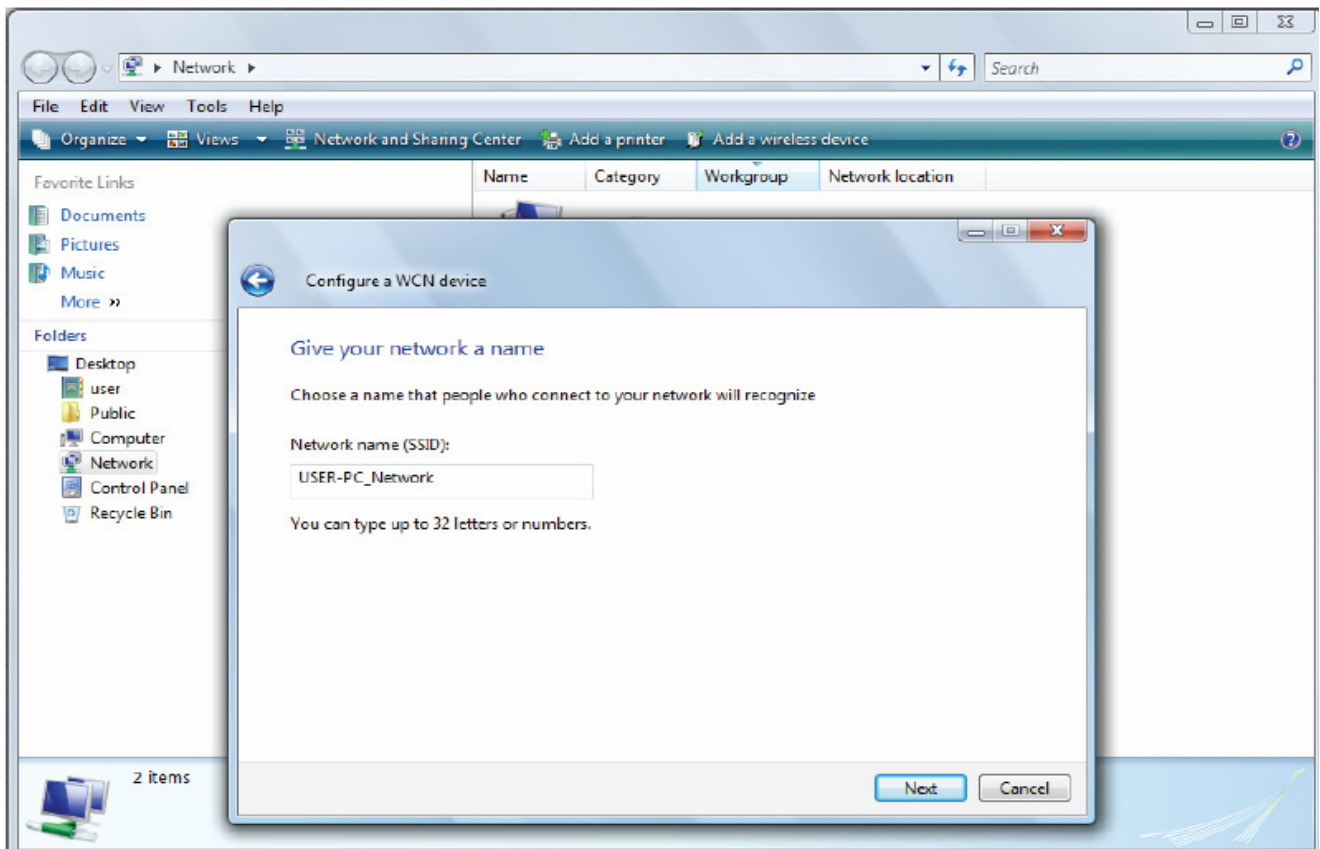 Network
Search
File Edit View Tools Help
Organize Views Network and Sharing Center Add a printer Add a wireless device
Favorite Links
Name Category Workgroup Network location
Documents
Pictures
Music
More »
Folders
Desktop
user
Public
Computer
Network
Control Panel
Recycle Bin
Configure a WCN device
Give your network a name
Choose a name that people who connect to your network will recognize
Network name (SSID):
USER-PC_Network
You can type up to 32 letters or numbers.
Next Cancel
2 items